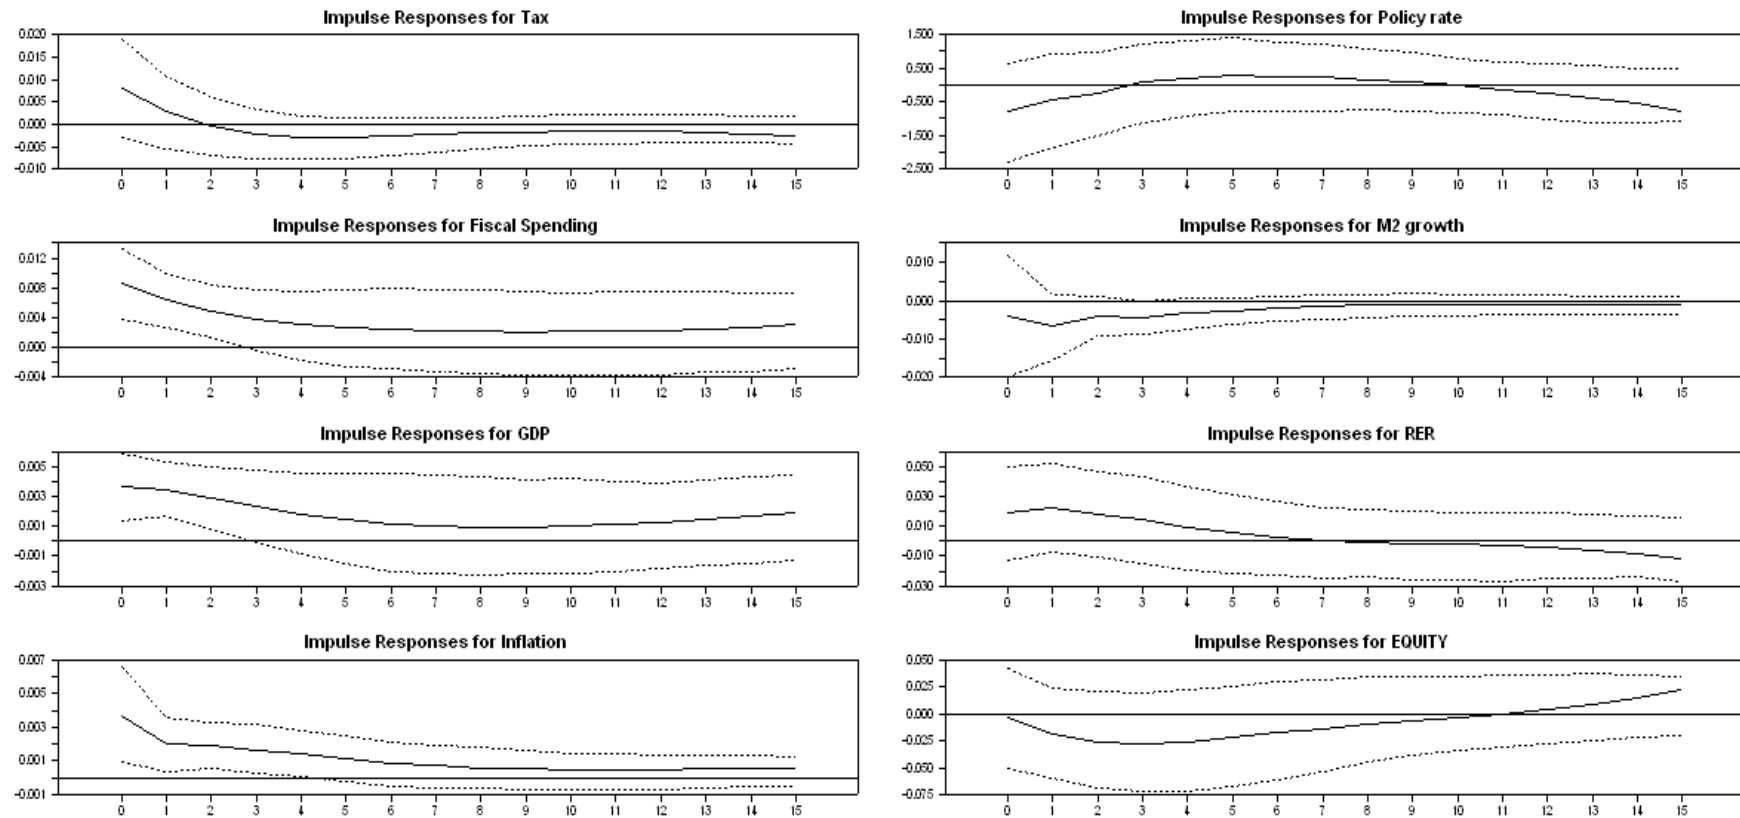 Impulse Responses for Tax
0.020
0.015
0.010
0.005
0.000
-0.005
-0.010
0 1 2 3 4 5 6 7 8 9 10 11 12 13 14 15
Impulse Responses for Policy rate
1.500
0.500
-0.500
-1.500
-2.500
0 1 2 3 4 5 6 7 8 9 10 11 12 13 14 15
Impulse Responses for Fiscal Spending
0.012
0.008
0.004
0.000
-0.004
0 1 2 3 4 5 6 7 8 9 10 11 12 13 14 15
Impulse Responses for M2 growth
0.010
0.000
-0.010
-0.020
0 1 2 3 4 5 6 7 8 9 10 11 12 13 14 15
Impulse Responses for GDP
0.005
0.003
0.001
-0.001
-0.003
0 1 2 3 4 5 6 7 8 9 10 11 12 13 14 15
Impulse Responses for RER
0.050
0.030
0.010
-0.010
-0.030
0 1 2 3 4 5 6 7 8 9 10 11 12 13 14 15
Impulse Responses for Inflation
0.007
0.005
0.003
0.001
-0.001
0 1 2 3 4 5 6 7 8 9 10 11 12 13 14 15
Impulse Responses for EQUITY
0.050
0.025
0.000
-0.025
-0.050
-0.075
0 1 2 3 4 5 6 7 8 9 10 11 12 13 14 15